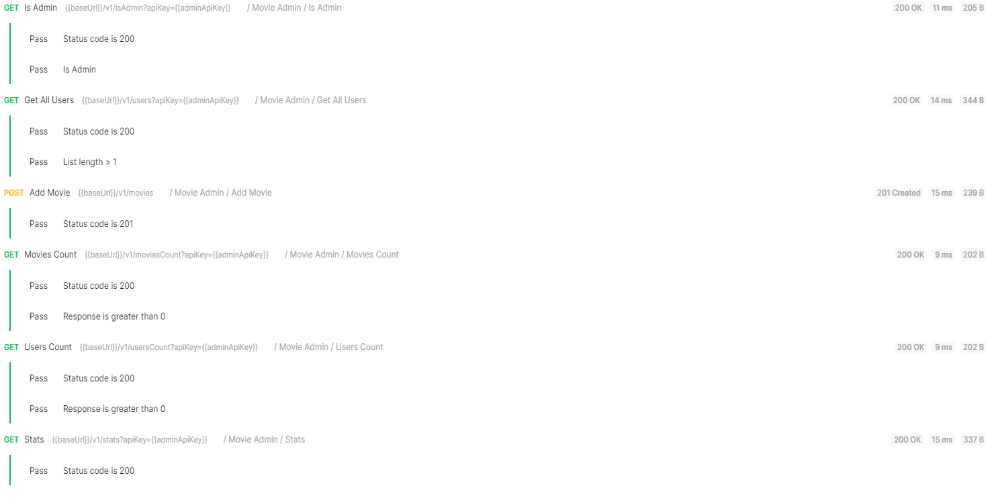 GET Is Admin {{baseUrl}}/v1/isAdmin?apiKey={{adminApiKey}} / Movie Admin / Is Admin 200 OK 11 ms 205 B
Pass Status code is 200
Pass Is Admin
GET Get All Users {{baseUrl}}/v1/users?apiKey={{adminApiKey}} / Movie Admin / Get All Users 200 OK 14 ms 344 B
Pass Status code is 200
Pass List length > 1
POST Add Movie {{baseUrl}}/v1/movies / Movie Admin / Add Movie 201 Created 15 ms 239 B
Pass Status code is 201
GET Movies Count {{baseUrl}}/v1/moviesCount?apiKey={{adminApiKey}} / Movie Admin / Movies Count 200 OK 9 ms 202 B
Pass Status code is 200
Pass Response is greater than 0
GET Users Count {{baseUrl}}/v1/usersCount?apiKey={{adminApiKey}} / Movie Admin / Users Count 200 OK 9 ms 202 B
Pass Status code is 200
Pass Response is greater than 0
GET Stats {{baseUrl}}/v1/stats?apiKey={{adminApiKey}} / Movie Admin / Stats 200 OK 15 ms 337 B
Pass Status code is 200